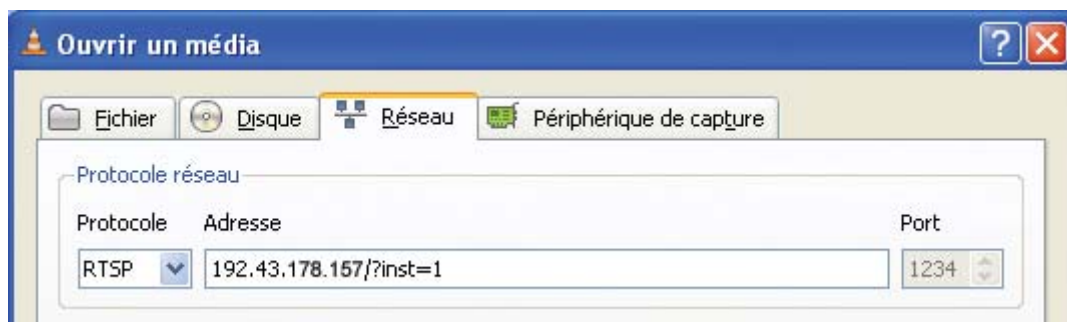 Ouvrir un média
Fichier Disque Réseau Périphérique de capture
Protocole réseau
Protocole Adresse Port
RTSP 192.43.178.157/?inst=1 1234